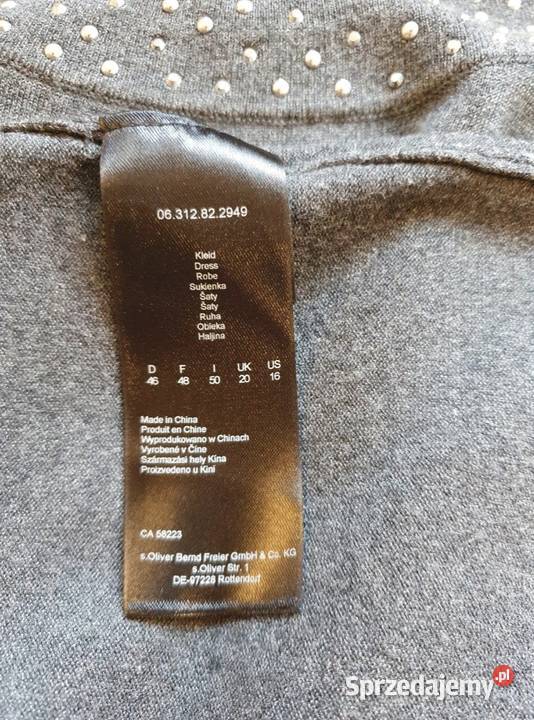 06.312.82.2949
Kleid
Dress
Robe
Sukienka
Šaty
Šaty
Ruha
Obleka
Haljina
D F I UK US
46 48 50 20 16
Made in China
Produit en Chine
Wyprodukowano w Chinach
Vyrobené v Číne
Származási hely Kína
Proizvedeno u Kini
CA 58223
s.Oliver Bernd Freier GmbH & Co. KG
s.Oliver Str. 1
DE-97228 Rottendorf
Sprzedajemy.pl